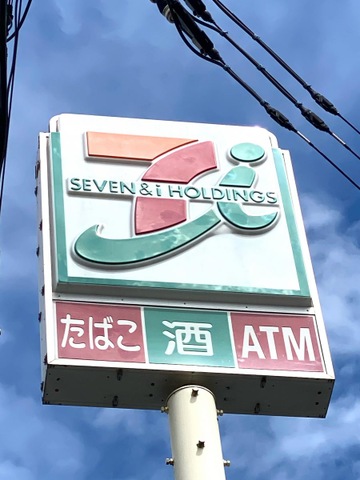 SEVEN & i HOLDINGS
たばこ 酒 ATM